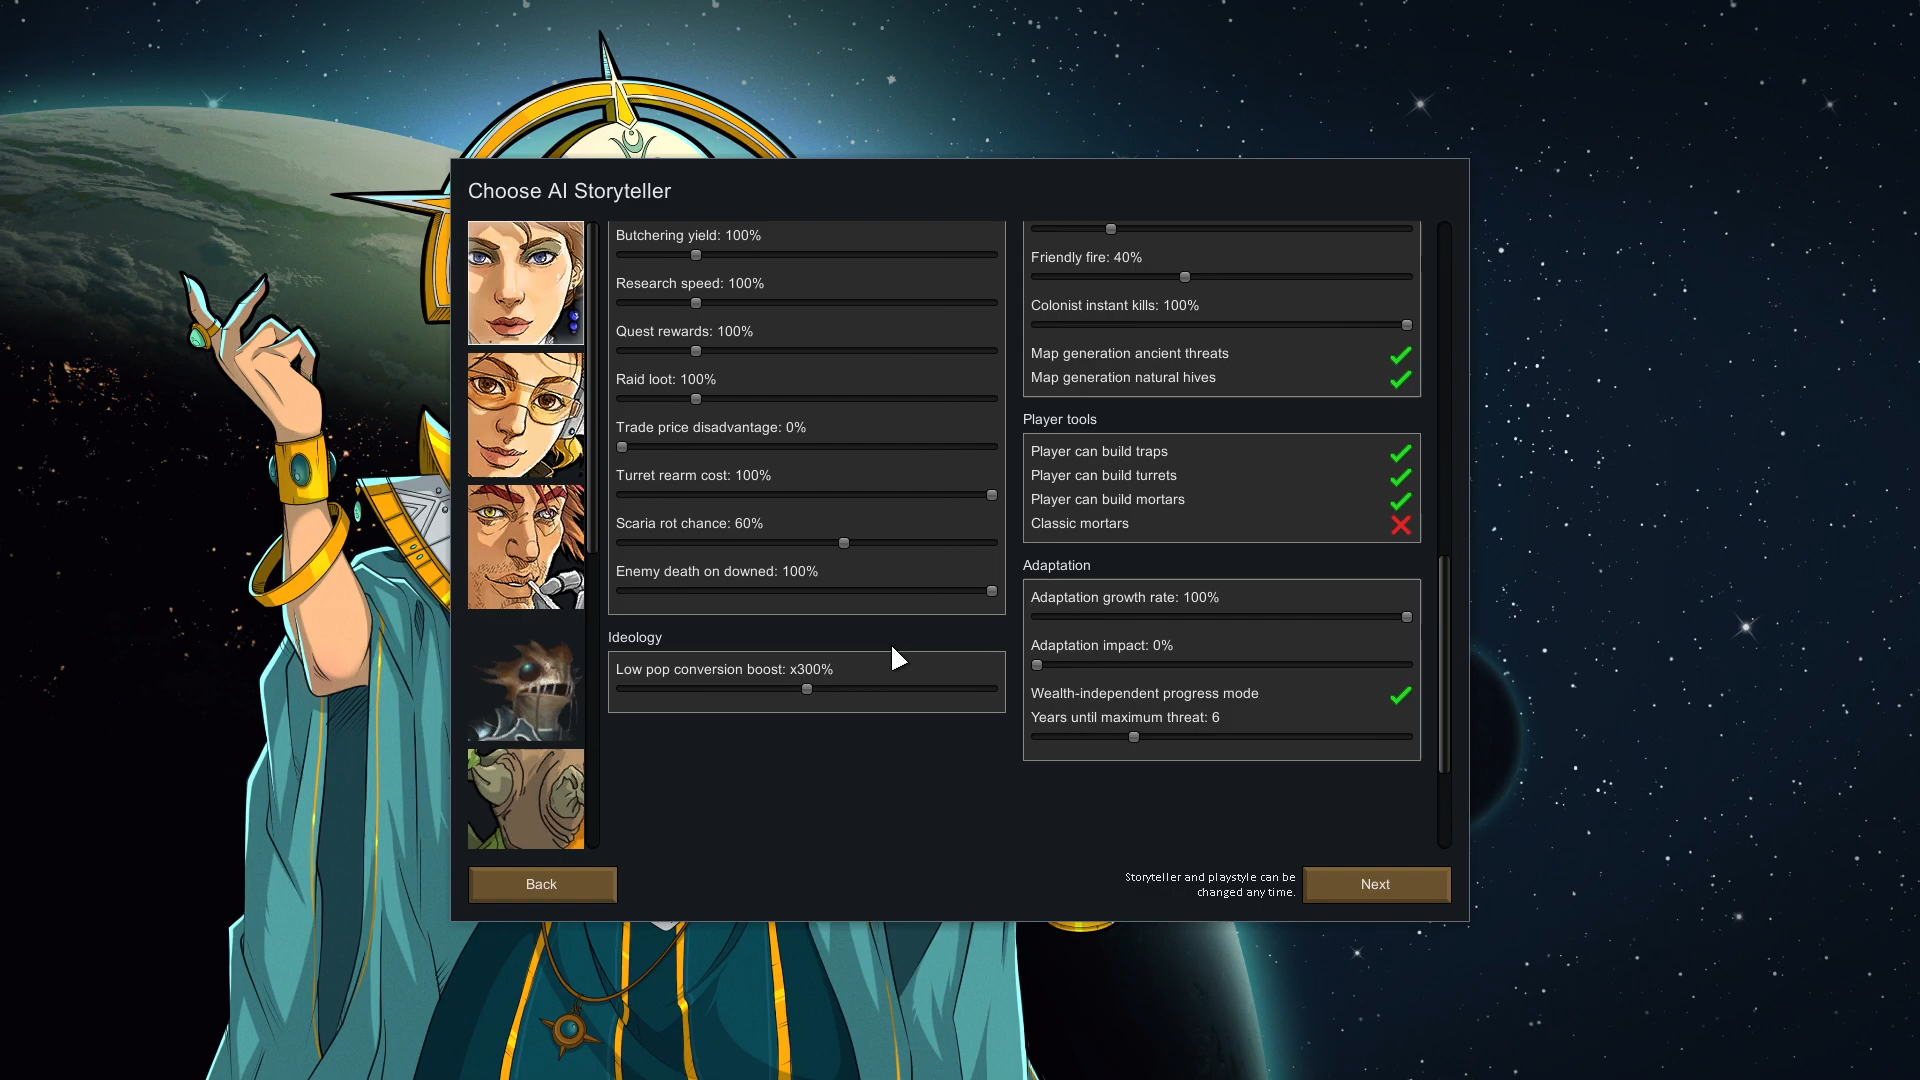 Choose AI Storyteller
Butchering yield: 100%
Research speed: 100%
Quest rewards: 100%
Raid loot: 100%
Trade price disadvantage: 0%
Turret rearm cost: 100%
Scaria rot chance: 60%
Enemy death on downed: 100%
Ideology
Low pop conversion boost: x300%
Friendly fire: 40%
Colonist instant kills: 100%
Map generation ancient threats
Map generation natural hives
Player tools
Player can build traps
Player can build turrets
Player can build mortars
Classic mortars
Adaptation
Adaptation growth rate: 100%
Adaptation impact: 0%
Wealth-independent progress mode
Years until maximum threat: 6
Back
Storyteller and playstyle can be
changed any time.
Next